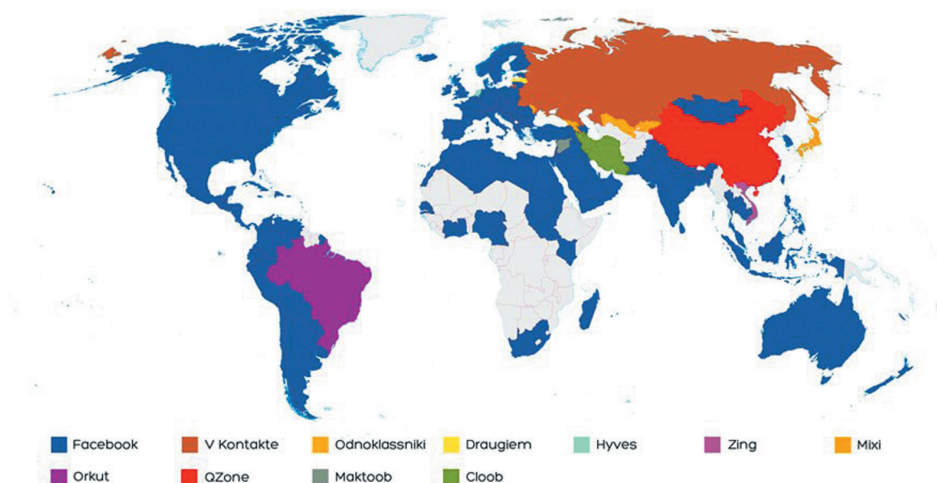 Facebook V Kontakte Odnoklassniki Draugiem Hyves Zing Mixi
Orkut QZone Maktoob Cloob